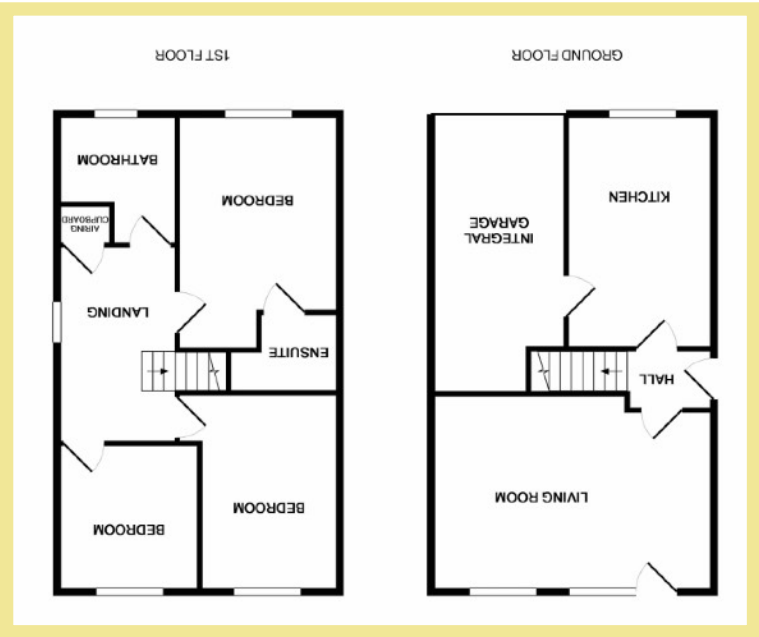 GROUND FLOOR
LIVING ROOM
HALL
KITCHEN
INTEGRAL
GARAGE
1ST FLOOR
BEDROOM
BEDROOM
ENSUITE
LANDING
BEDROOM
AIRING
CUPBOARD
BATHROOM